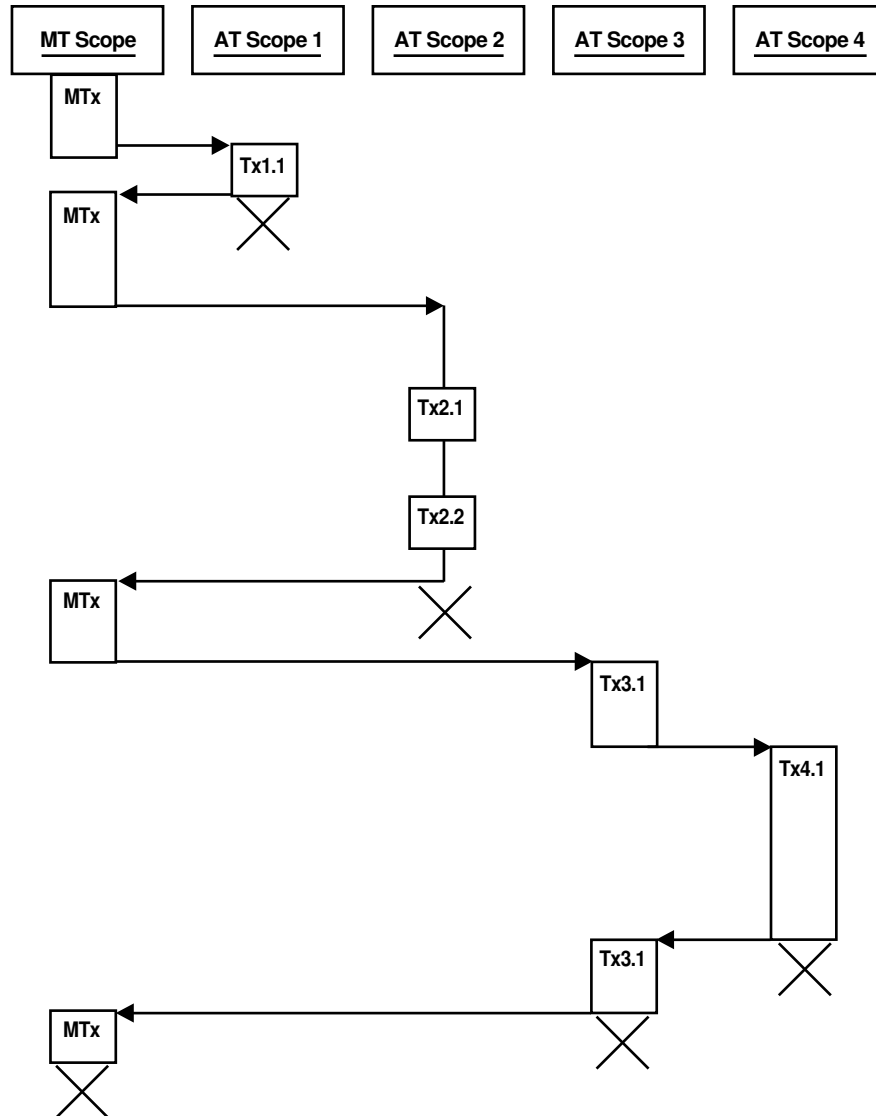 MT Scope
AT Scope 1
AT Scope 2
AT Scope 3
AT Scope 4
MTx
Tx1.1
MTx
Tx2.1
Tx2.2
MTx
Tx3.1
Tx4.1
Tx3.1
MTx